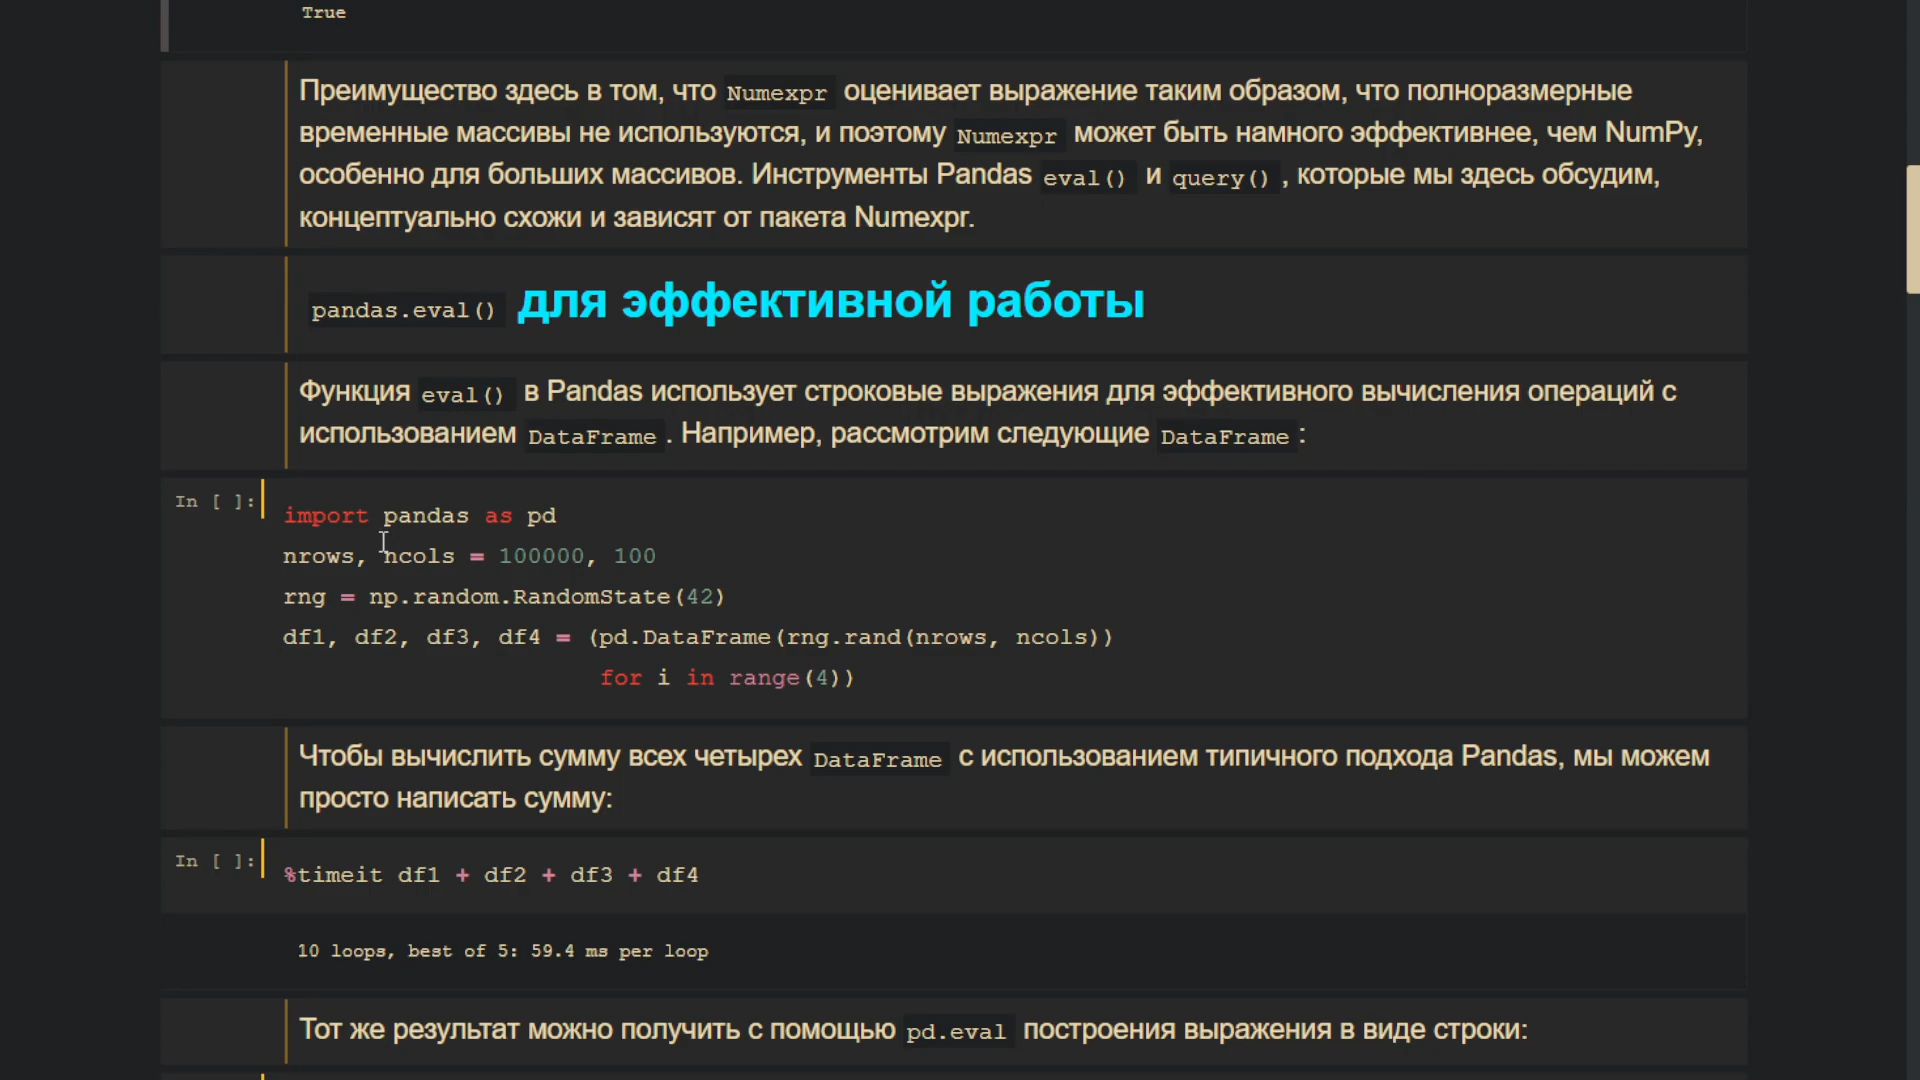 True
Преимущество здесь в том, что Numexpr оценивает выражение таким образом, что полноразмерные
временные массивы не используются, и поэтому Numexpr может быть намного эффективнее, чем NumPy,
особенно для больших массивов. Инструменты Pandas eval() и query(), которые мы здесь обсудим,
концептуально схожи и зависят от пакета Numexpr.
pandas.eval() для эффективной работы
Функция eval() в Pandas использует строковые выражения для эффективного вычисления операций с
использованием DataFrame. Например, рассмотрим следующие DataFrame:
In [ ]:
import pandas as pd
nrows, ncols = 100000, 100
rng = np.random.RandomState(42)
df1, df2, df3, df4 = (pd.DataFrame(rng.rand(nrows, ncols))
for i in range(4))
Чтобы вычислить сумму всех четырех DataFrame с использованием типичного подхода Pandas, мы можем
просто написать сумму:
In [ ]:
%timeit df1 + df2 + df3 + df4
10 loops, best of 5: 59.4 ms per loop
Тот же результат можно получить с помощью pd.eval построения выражения в виде строки: